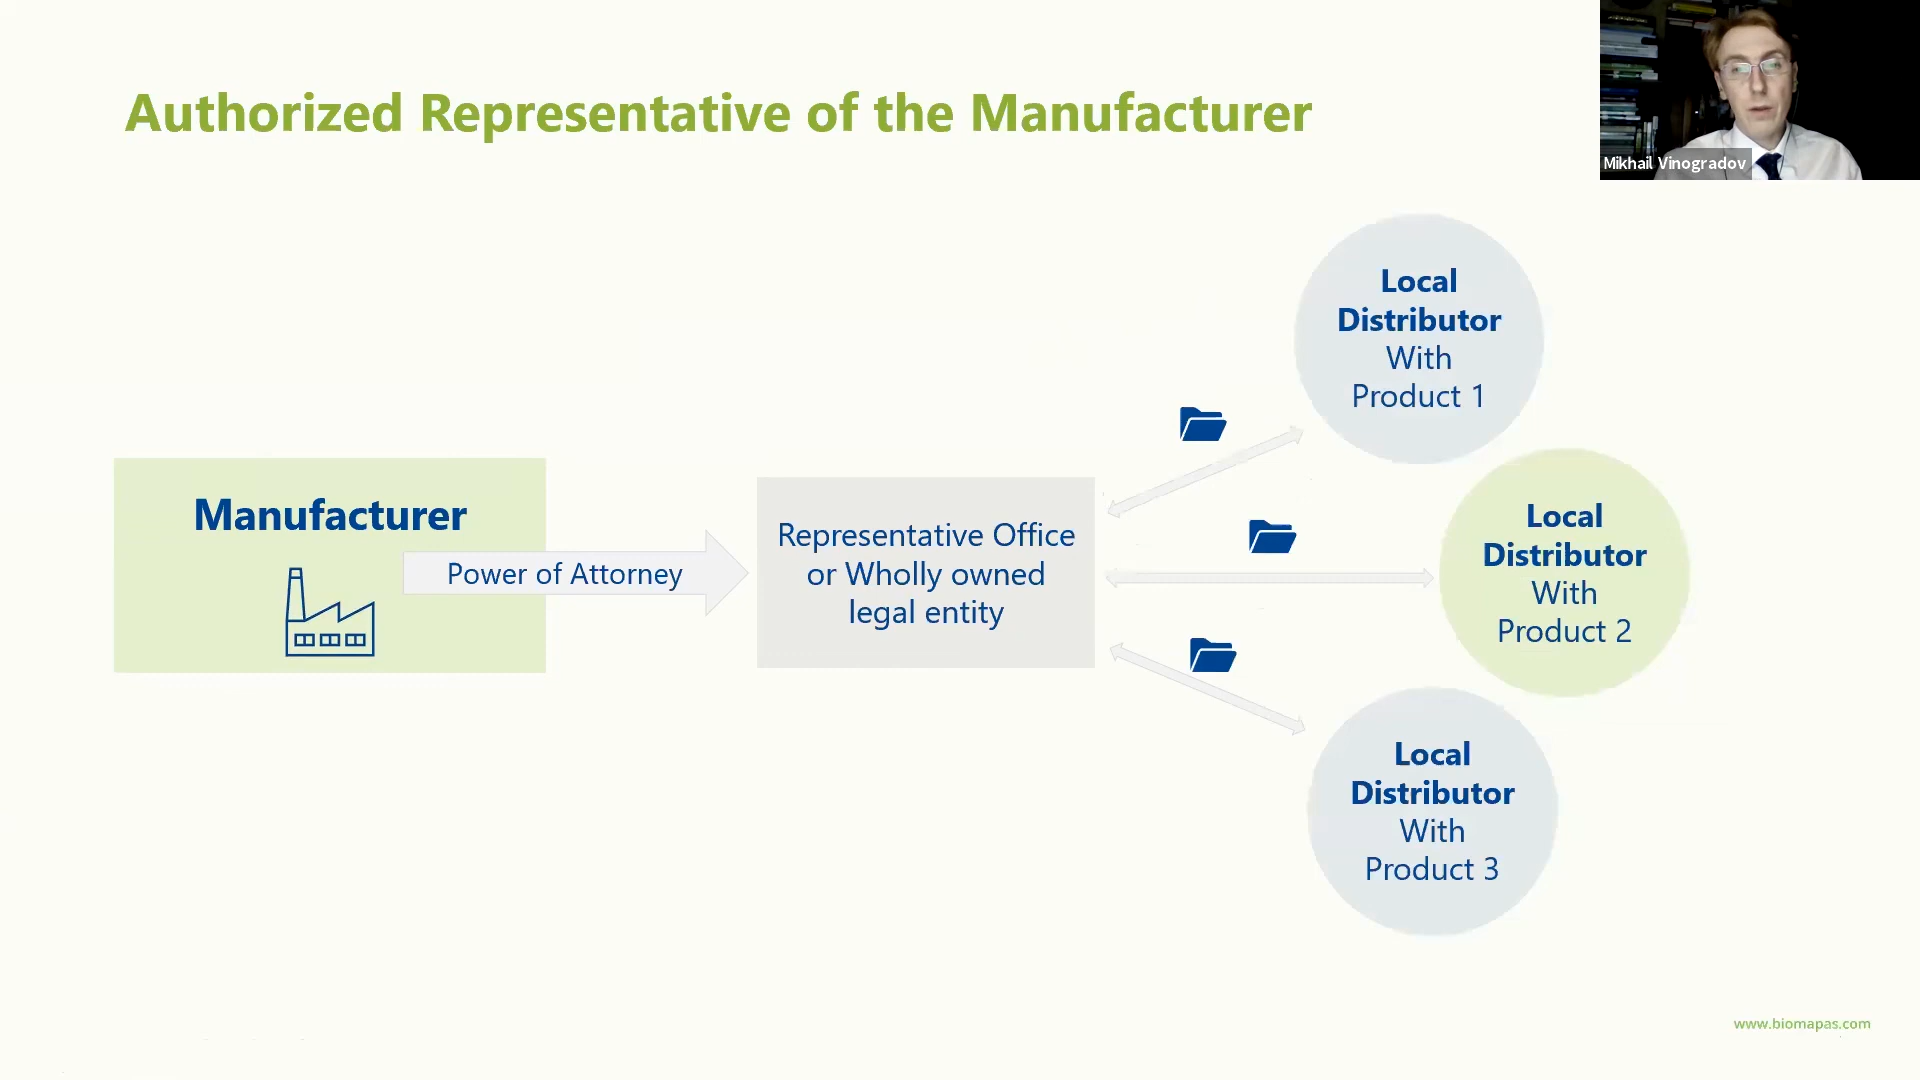 Authorized Representative of the Manufacturer
Mikhail Vinogradov
Manufacturer
Power of Attorney
Representative Office
or Wholly owned
legal entity
Local
Distributor
With
Product 1
Local
Distributor
With
Product 2
Local
Distributor
With
Product 3
www.biomapas.com